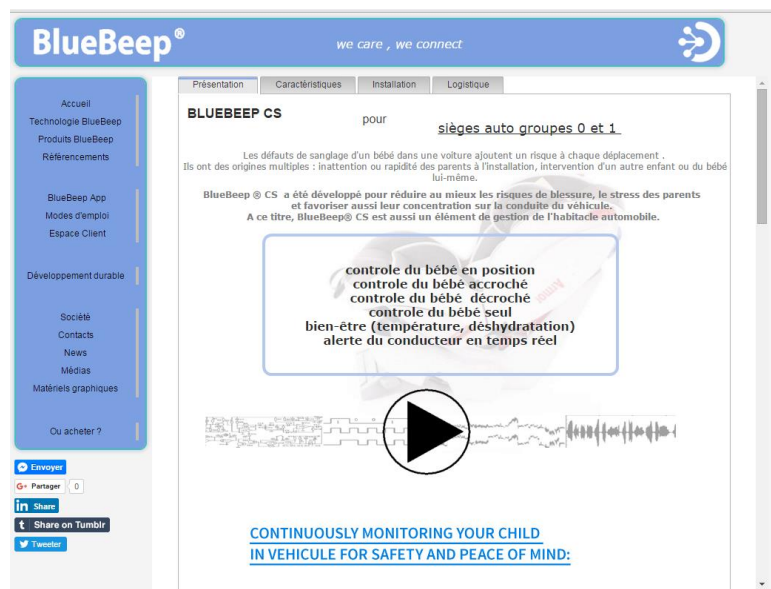 BlueBeep®
we care , we connect
Accueil
Technologie BlueBeep
Produits BlueBeep
Référencements
BlueBeep App
Modes d'emploi
Espace Client
Développement durable
Société
Contacts
News
Médias
Matériels graphiques
Ou acheter ?
Envoyer
G+ Partager 0
in Share
t Share on Tumblr
Tweeter
Présentation
Caractéristiques
Installation
Logistique
BLUEBEEP CS
pour
sièges auto groupes 0 et 1
Les défauts de sanglage d'un bébé dans une voiture ajoutent un risque à chaque déplacement .
Ils ont des origines multiples : inattention ou rapidité des parents à l'installation, intervention d'un autre enfant ou du bébé
lui-même.
BlueBeep ® CS a été développé pour réduire au mieux les risques de blessure, le stress des parents
et favoriser aussi leur concentration sur la conduite du véhicule.
A ce titre, BlueBeep® CS est aussi un élément de gestion de l'habitacle automobile.
controle du bébé en position
controle du bébé accroché
controle du bébé décroché
controle du bébé seul
bien-être (température, déshydratation)
alerte du conducteur en temps réel
CONTINUOUSLY MONITORING YOUR CHILD
IN VEHICULE FOR SAFETY AND PEACE OF MIND: